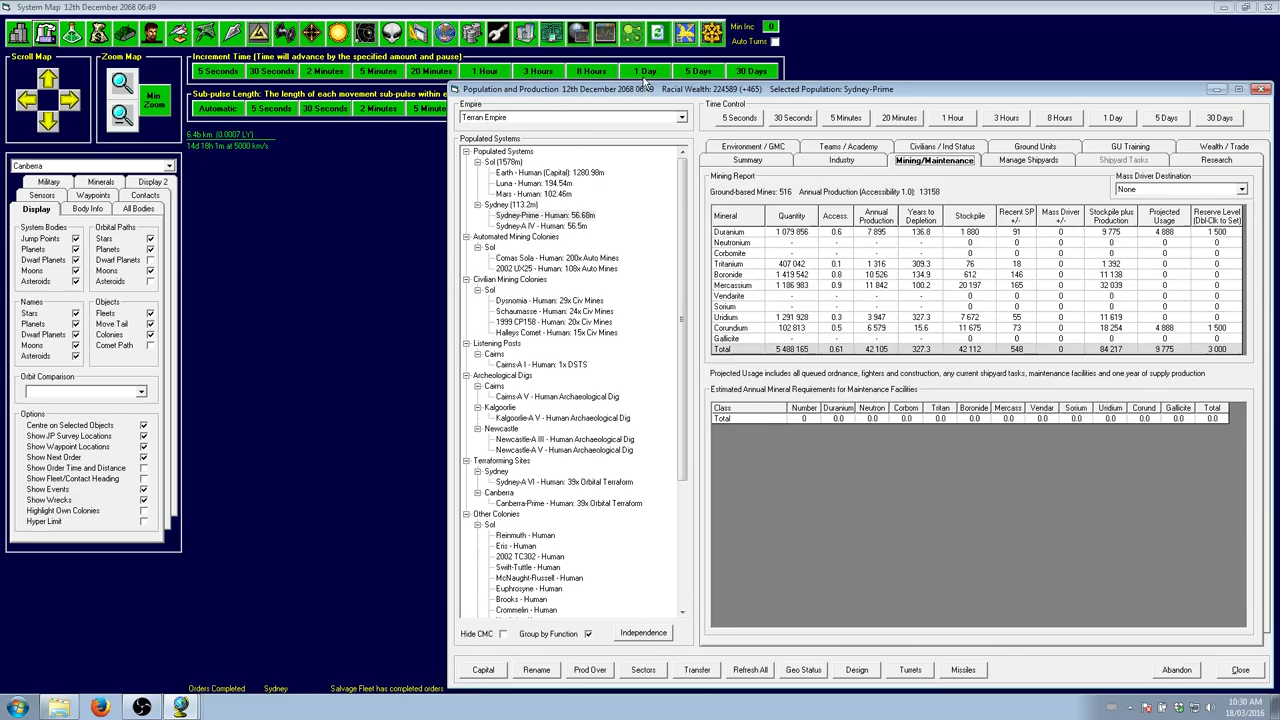 System Map 12th December 2068 06:49
Min Inc 0
Auto Turns
Scroll Map
Zoom Map
Min Zoom
Increment Time (Time will advance by the specified amount and pause)
5 Seconds 30 Seconds 2 Minutes 5 Minutes 20 Minutes 1 Hour 3 Hours 8 Hours 1 Day 5 Days 30 Days
Sub-pulse Length: The length of each movement sub-pulse within
Automatic 5 Seconds 30 Seconds 2 Minutes 5 Minute
6.4b km (0.0007 LY)
14d 18h 1m at 5000 km/s
Canberra
Military Minerals Display 2
Sensors Waypoints Contacts
Display Body Info All Bodies
System Bodies
Jump Points
Planets
Dwarf Planets
Moons
Asteroids
Orbital Paths
Stars
Planets
Dwarf Planets
Moons
Asteroids
Names
Stars
Planets
Dwarf Planets
Moons
Asteroids
Objects
Fleets
Move Tail
Colonies
Comet Path
Orbit Comparison
Options
Centre on Selected Objects
Show JP Survey Locations
Show Waypoint Locations
Show Next Order
Show Order Time and Distance
Show Fleet/Contact Heading
Show Events
Show Wrecks
Highlight Own Colonies
Hyper Limit
Orders Completed Sydney Salvage Fleet has completed orders
Population and Production 12th December 2068 06 Racial Wealth: 224589 (+465) Selected Population: Sydney-Prime
Empire
Terran Empire
Time Control
5 Seconds 30 Seconds 5 Minutes 20 Minutes 1 Hour 3 Hours 8 Hours 1 Day 5 Days 30 Days
Populated Systems
Populated Systems
Sol (1578m)
Earth - Human (Capital): 1280.98m
Luna - Human: 194.54m
Mars - Human: 102.46m
Sydney (113.2m)
Sydney-Prime - Human: 56.68m
Sydney-A IV - Human: 56.5m
Automated Mining Colonies
Sol
Comas Sola - Human: 200x Auto Mines
2002 UX25 - Human: 108x Auto Mines
Civilian Mining Colonies
Sol
Dysnomia - Human: 29x Civ Mines
Schaumasse - Human: 24x Civ Mines
1999 CP158 - Human: 20x Civ Mines
Halleys Comet - Human: 15x Civ Mines
Listening Posts
Cairns
Cairns-A I - Human: 1x DSTS
Archeological Digs
Cairns
Cairns-A V - Human Archaeological Dig
Kalgoorlie
Kalgoorlie-A V - Human Archaeological Dig
Newcastle
Newcastle-A III - Human Archaeological Dig
Newcastle-A V - Human Archaeological Dig
Terraforming Sites
Sydney
Sydney-A VI - Human: 39x Orbital Terraform
Canberra
Canberra-Prime - Human: 39x Orbital Terraform
Other Colonies
Sol
Reinmuth - Human
Eris - Human
2002 TC302 - Human
Swift-Tuttle - Human
McNaught-Russell - Human
Euphrosyne - Human
Brooks - Human
Crommelin - Human
Hide CMC Group by Function Independence
Environment / GMC Teams / Academy Civilians / Ind Status Ground Units GU Training Wealth / Trade
Summary Industry Mining/Maintenance Manage Shipyards Shipyard Tasks Research
Mining Report
Ground-based Mines: 516 Annual Production (Accessibility 1.0): 13158
Mass Driver Destination
None
Mineral Quantity Access. Annual Production Years to Depletion Stockpile Recent SP +/- Mass Driver +/- Stockpile plus Production Projected Usage Reserve Level (Dbl-Clk to Set)
Duranium 1 079 856 0.6 7 895 136.8 1 880 91 0 9 775 4 888 1 500
Neutronium - - - - 0 0 0 0 0 0
Corbomite - - - - 0 0 0 0 0 0
Tritanium 407 042 0.1 1 316 309.3 76 18 0 1 392 0 0
Boronide 1 419 542 0.8 10 526 134.9 612 146 0 11 138 0 0
Mercassium 1 186 983 0.9 11 842 100.2 20 197 165 0 32 039 0 0
Vendarite - - - - 0 0 0 0 0 0
Sorium - - - - 0 0 0 0 0 0
Uridium 1 291 928 0.3 3 947 327.3 7 672 55 0 11 619 0 0
Corundium 102 813 0.5 6 579 15.6 11 675 73 0 18 254 4 888 1 500
Gallicite - - - - 0 0 0 0 0 0
Total 5 488 165 0.61 42 105 327.3 42 112 548 0 84 217 9 775 3 000
Projected Usage includes all queued ordnance, fighters and construction, any current shipyard tasks, maintenance facilities and one year of supply production
Estimated Annual Mineral Requirements for Maintenance Facilities
Class Number Duranium Neutron Corbom Titan Boronide Mercass Vendar Sorium Uridium Corund Gallicite Total
Total 0 0.0 0.0 0.0 0.0 0.0 0.0 0.0 0.0 0.0 0.0 0.0 0.0
Capital Rename Prod Over Sectors Transfer Refresh All Geo Status Design Turrets Missiles Abandon Close
10:30 AM
18/03/2016